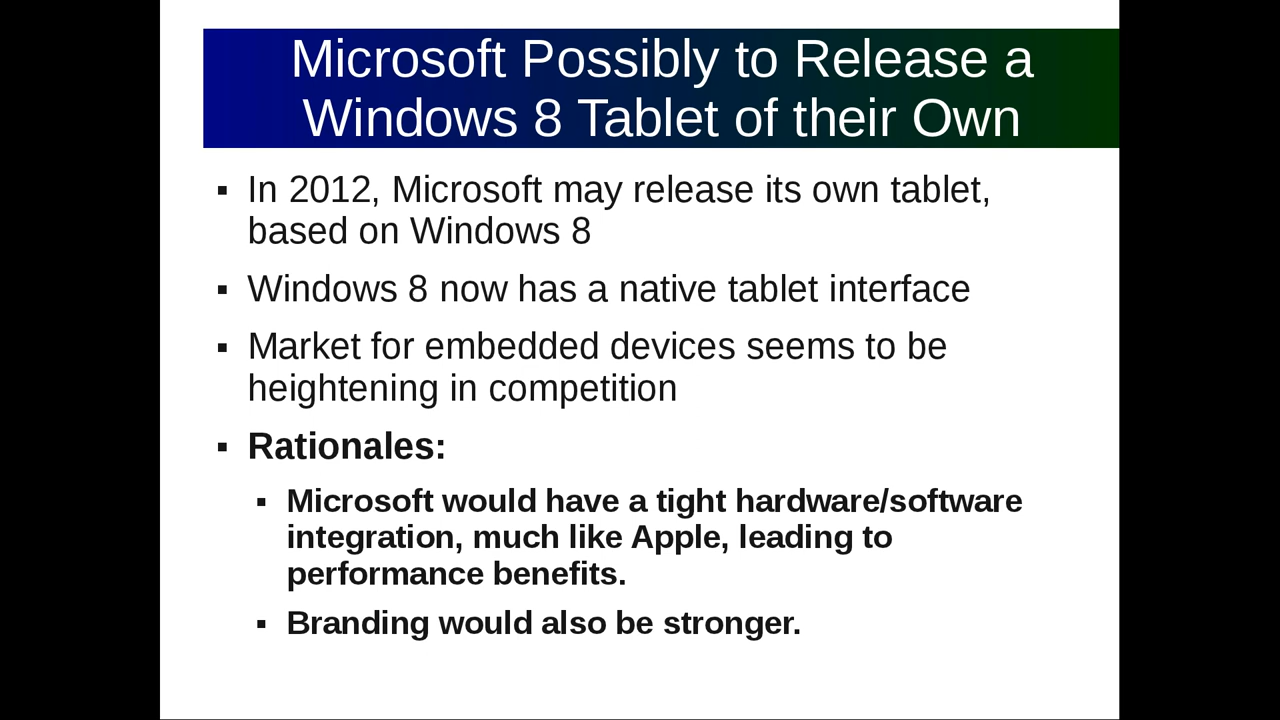 Microsoft Possibly to Release a
Windows 8 Tablet of their Own
▪ In 2012, Microsoft may release its own tablet,
based on Windows 8
▪ Windows 8 now has a native tablet interface
▪ Market for embedded devices seems to be
heightening in competition
▪ Rationales:
▪ Microsoft would have a tight hardware/software
integration, much like Apple, leading to
performance benefits.
▪ Branding would also be stronger.